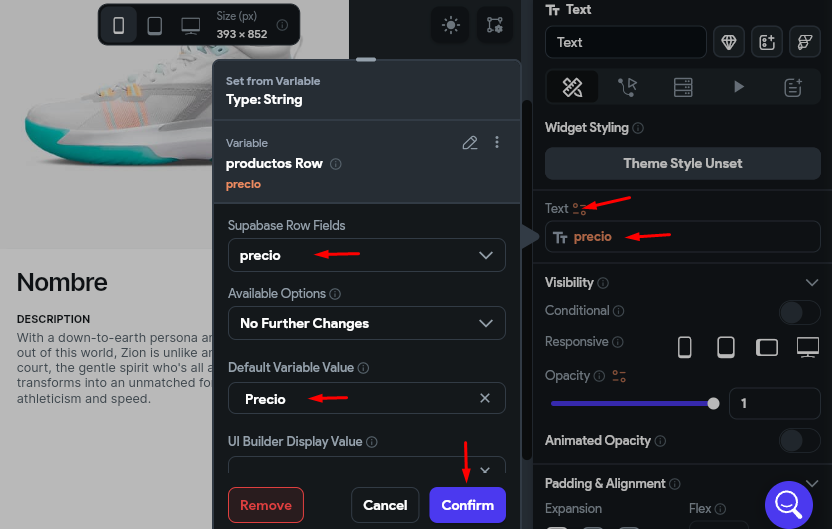 Size (px)
393 × 852
Text
Text
Set from Variable
Type: String
Variable
productos Row
precio
Supabase Row Fields
precio
Available Options
No Further Changes
Default Variable Value
Precio
UI Builder Display Value
Remove
Cancel
Confirm
Widget Styling
Theme Style Unset
Text
precio
Visibility
Conditional
Responsive
Opacity
1
Animated Opacity
Padding & Alignment
Expansion
Flex
Nombre
DESCRIPTION
With a down-to-earth persona ar
out of this world, Zion is unlike ar
court, the gentle spirit who's all a
transforms into an unmatched fo
athleticism and speed.